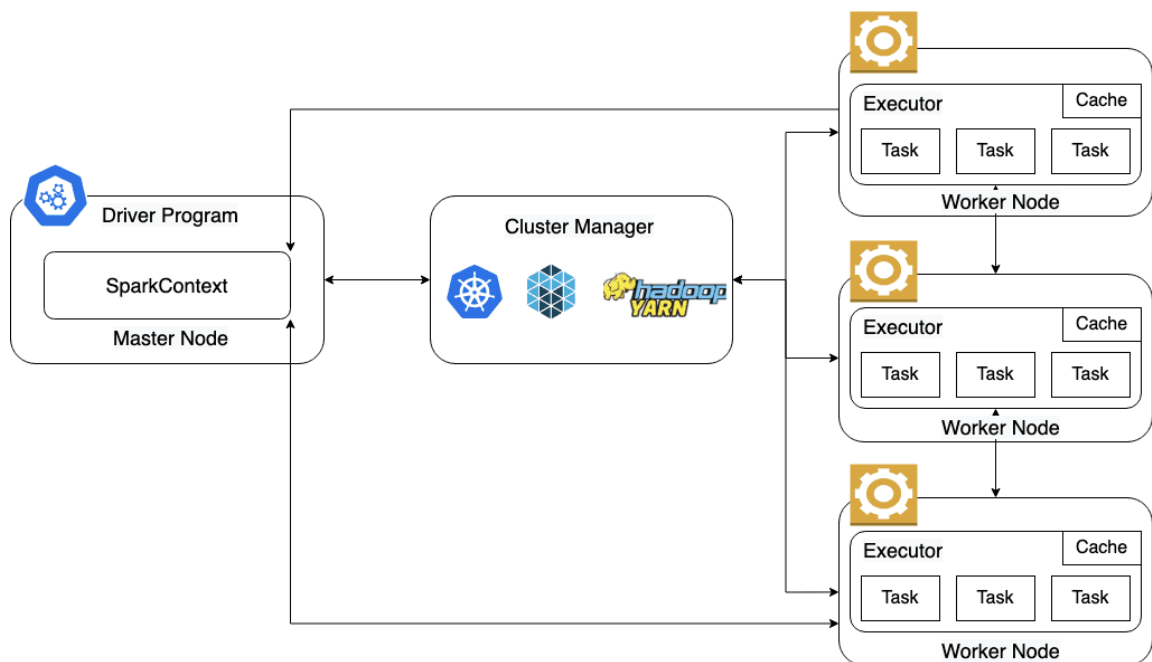 Driver Program
SparkContext
Master Node
Cluster Manager
hadoop
YARN
Executor
Cache
Task
Task
Task
Worker Node
Executor
Cache
Task
Task
Task
Worker Node
Executor
Cache
Task
Task
Task
Worker Node